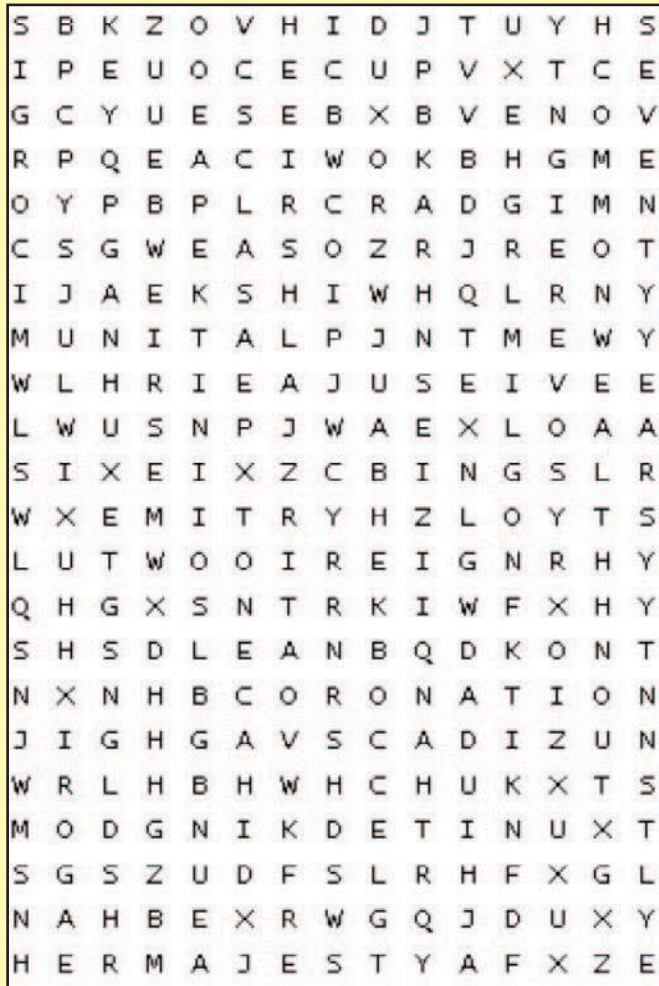 S B K Z O V H I D J T U Y H S
I P E U O C E C U P V X T C E
G C Y U E S E B X B V E N O V
R P Q E A C I W O K B H G M E
O Y P B P L R C R A D G I M N
C S G W E A S O Z R J R E O T
I J A E K S H I W H Q L R N Y
M U N I T A L P J N T M E W Y
W L H R I E A J U S E I V E E
L W U S N P J W A E X L O A A
S I X E I X Z C B I N G S L R
W X E M I T R Y H Z L O Y T S
L U T W O O I R E I G N R H Y
Q H G X S N T R K I W F X H Y
S H S D L E A N B Q D K O N T
N X N H B C O R O N A T I O N
J I G H G A V S C A D I Z U N
W R L H B H W H C H U K X T S
M O D G N I K D E T I N U X T
S G S Z U D F S L R H F X G L
N A H B E X R W G Q J D U X Y
H E R M A J E S T Y A F X Z E